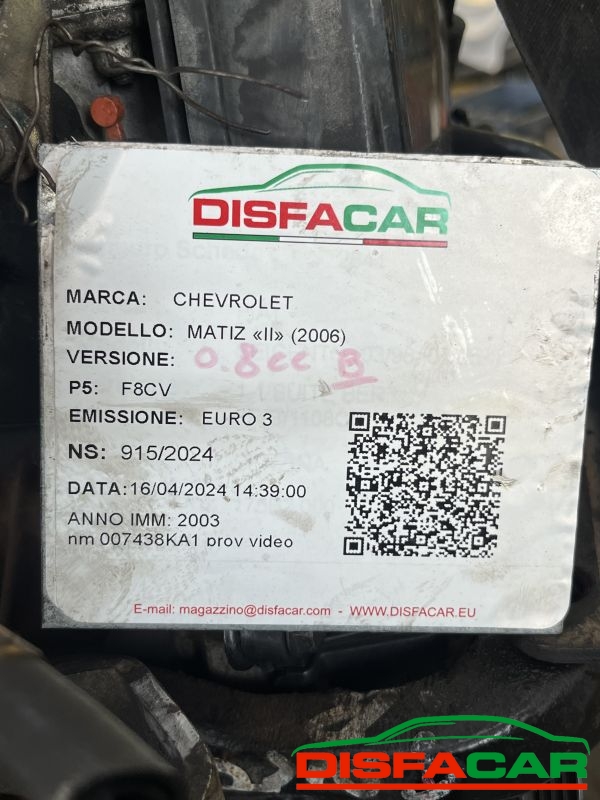 DISFACAR
MARCA: CHEVROLET
MODELLO: MATIZ «II» (2006)
VERSIONE: 0.8cc B
P5: F8CV
EMISSIONE: EURO 3
NS: 915/2024
DATA:16/04/2024 14:39:00
ANNO IMM: 2003
nm 007438KA1 prov video
E-mail: magazzino@disfacar.com - WWW.DISFACAR.EU
DISFACAR